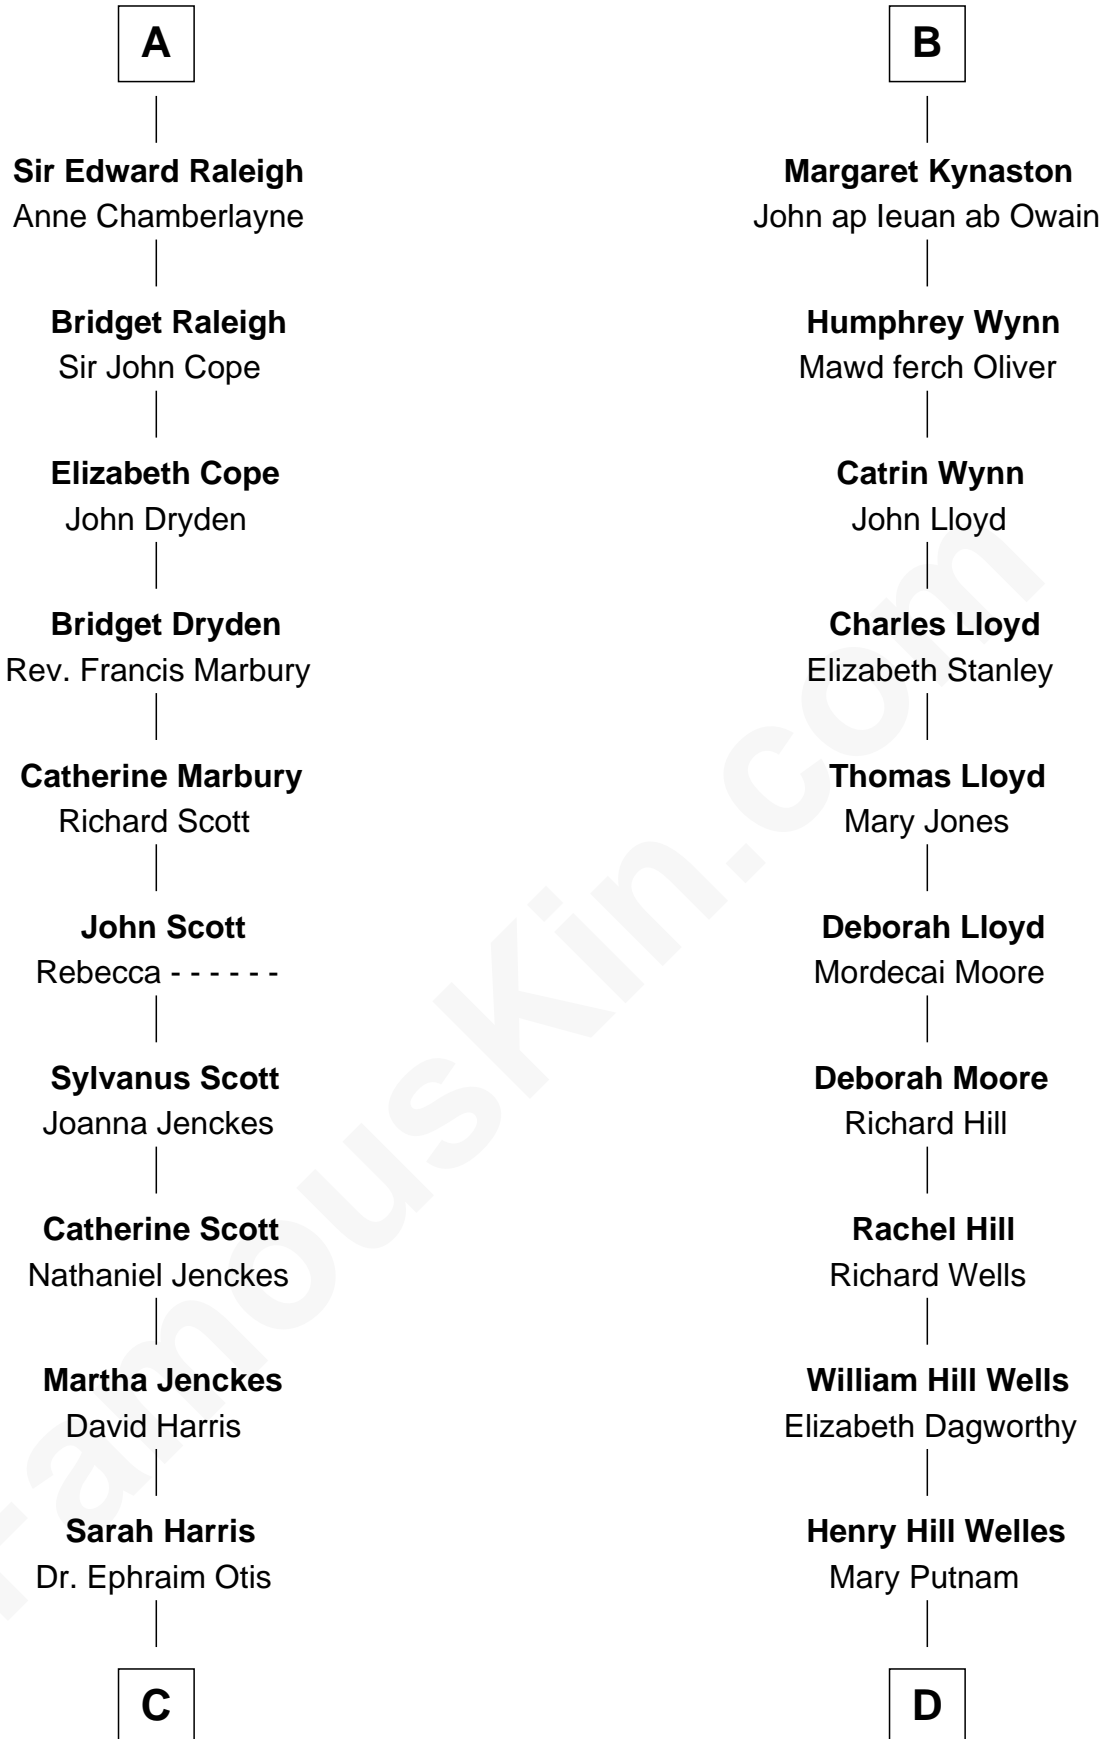 A
Sir Edward Raleigh
Anne Chamberlayne
Bridget Raleigh
Sir John Cope
Elizabeth Cope
John Dryden
Bridget Dryden
Rev. Francis Marbury
Catherine Marbury
Richard Scott
John Scott
Rebecca - - - - - -
Sylvanus Scott
Joanna Jenckes
Catherine Scott
Nathaniel Jenckes
Martha Jenckes
David Harris
Sarah Harris
Dr. Ephraim Otis
C
B
Margaret Kynaston
John ap Ieuan ab Owain
Humphrey Wynn
Mawd ferch Oliver
Catrin Wynn
John Lloyd
Charles Lloyd
Elizabeth Stanley
Thomas Lloyd
Mary Jones
Deborah Lloyd
Mordecai Moore
Deborah Moore
Richard Hill
Rachel Hill
Richard Wells
William Hill Wells
Elizabeth Dagworthy
Henry Hill Welles
Mary Putnam
D
FamousKin.com